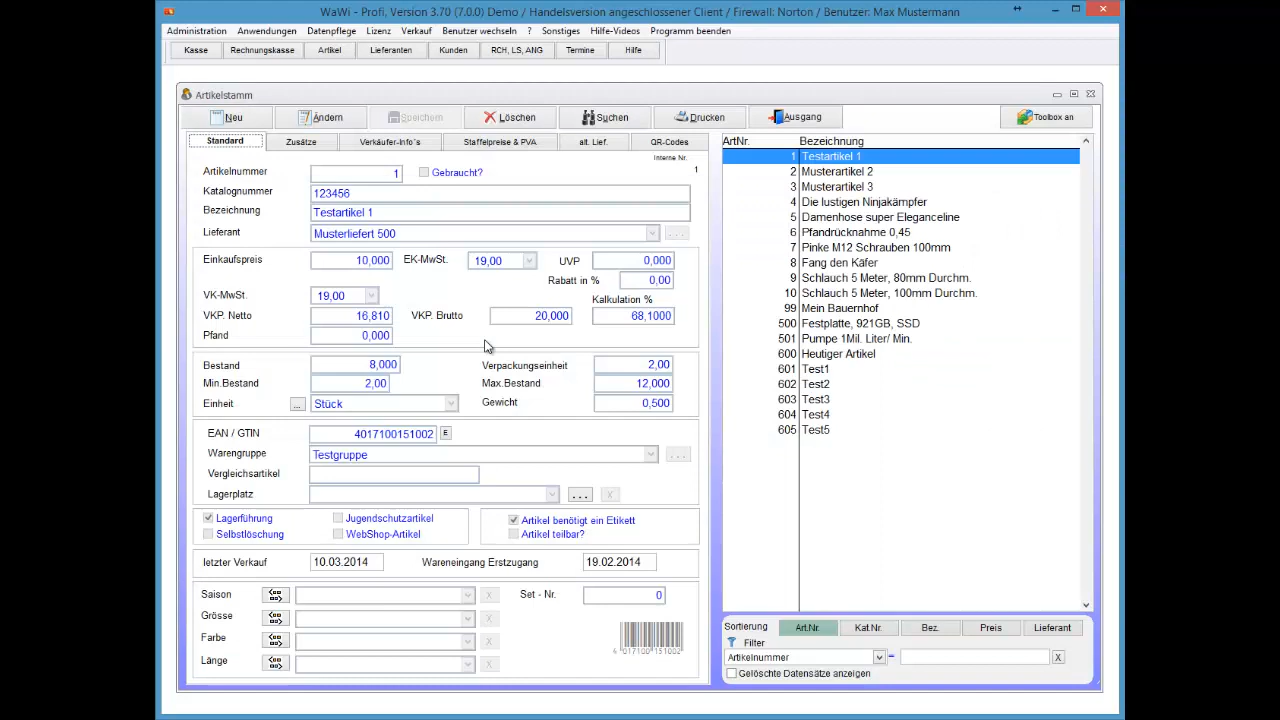 WaWi - Profi, Version 3.70 (7.0.0) Demo / Handelsversion angeschlossener Client / Firewall: Norton / Benutzer: Max Mustermann
Administration Anwendungen Datenpflege Lizenz Verkauf Benutzer wechseln ? Sonstiges Hilfe-Videos Programm beenden
Kasse Rechnungskasse Artikel Lieferanten Kunden RCH, LS, ANG Termine Hilfe
Artikelstamm
Neu Ändern Speichern Löschen Suchen Drucken Ausgang Toolbox an
Standard Zusätze Verkäufer-Info´s Staffelpreise & PVA alt. Lief. QR-Codes
Interne Nr.
1
Artikelnummer 1 Gebraucht?
Katalognummer 123456
Bezeichnung Testartikel 1
Lieferant Musterliefert 500 ...
Einkaufspreis 10,000 EK-MwSt. 19,00 UVP 0,000
Rabatt in % 0,00
VK-MwSt. 19,00 Kalkulation %
VKP. Netto 16,810 VKP. Brutto 20,000 68,1000
Pfand 0,000
Bestand 8,000 Verpackungseinheit 2,00
Min.Bestand 2,00 Max.Bestand 12,000
Einheit ... Stück Gewicht 0,500
EAN / GTIN 4017100151002 E
Warengruppe Testgruppe ...
Vergleichsartikel
Lagerplatz ... X
Lagerführung Jugendschutzartikel Artikel benötigt ein Etikett
Selbstlöschung WebShop-Artikel Artikel teilbar?
letzter Verkauf 10.03.2014 Wareneingang Erstzugang 19.02.2014
Saison X Set - Nr. 0
Grösse X
Farbe X
4 017100 151002
Länge X
ArtNr. Bezeichnung
1 Testartikel 1
2 Musterartikel 2
3 Musterartikel 3
4 Die lustigen Ninjakämpfer
5 Damenhose super Eleganceline
6 Pfandrücknahme 0,45
7 Pinke M12 Schrauben 100mm
8 Fang den Käfer
9 Schlauch 5 Meter, 80mm Durchm.
10 Schlauch 5 Meter, 100mm Durchm.
99 Mein Bauernhof
500 Festplatte, 921GB, SSD
501 Pumpe 1Mil. Liter/ Min.
600 Heutiger Artikel
601 Test1
602 Test2
603 Test3
604 Test4
605 Test5
Sortierung Art.Nr. Kat.Nr. Bez. Preis Lieferant
Filter
Artikelnummer = X
Gelöschte Datensätze anzeigen